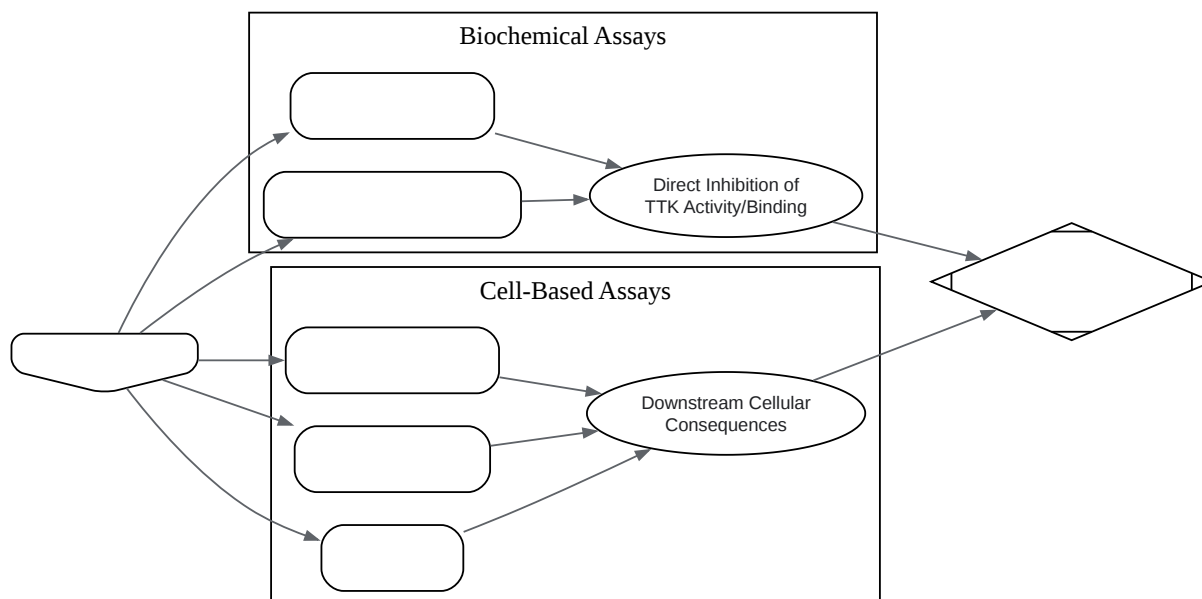 Biochemical Assays
Direct Inhibition of
TTK Activity/Binding
Cell-Based Assays
Downstream Cellular
Consequences